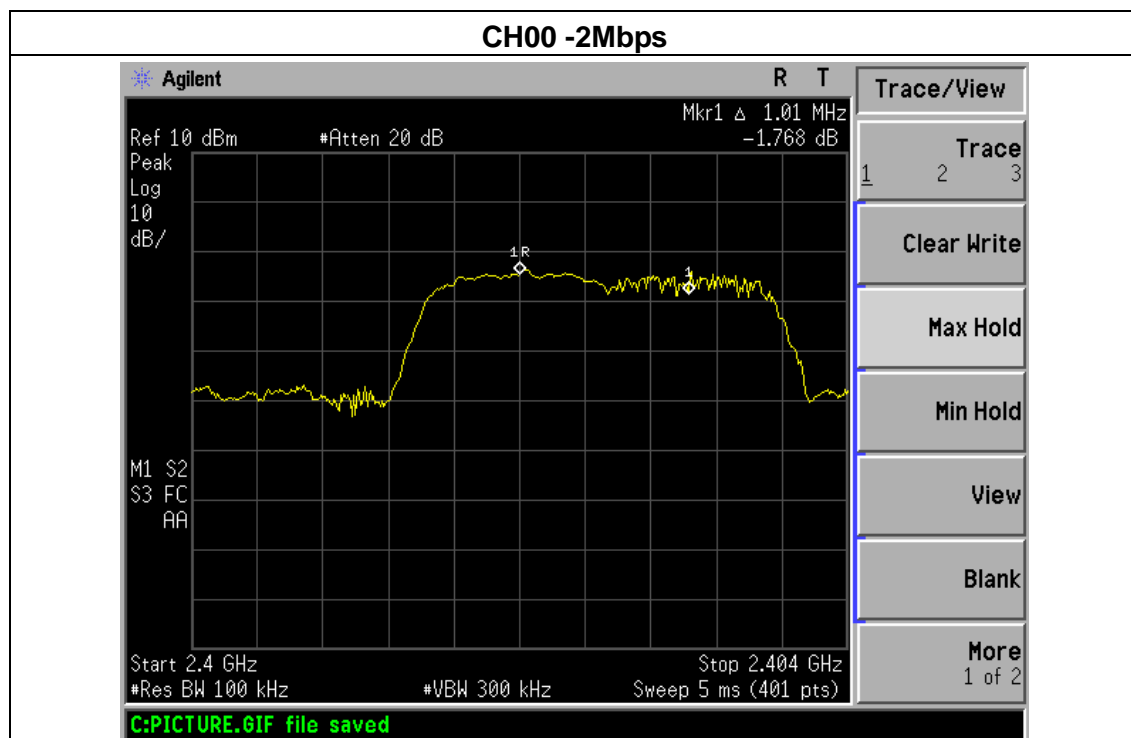 CH00 -2Mbps
Agilent R T
Mkr1 Δ 1.01 MHz
Ref 10 dBm #Atten 20 dB -1.768 dB
Peak
Log
10
dB/
1R
1
M1 S2
S3 FC
AA
Start 2.4 GHz Stop 2.404 GHz
#Res BW 100 kHz #VBW 300 kHz Sweep 5 ms (401 pts)
C:PICTURE.GIF file saved
Trace/View
Trace
1 2 3
Clear Write
Max Hold
Min Hold
View
Blank
More
1 of 2